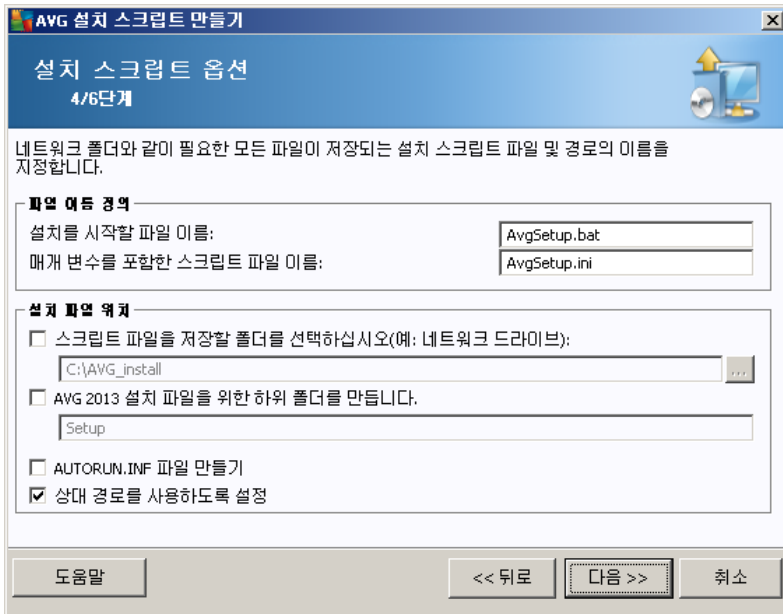 AVG 설치 스크립트 만들기
설치 스크립트 옵션
4/6단계
네트워크 폴더와 같이 필요한 모든 파일이 저장되는 설치 스크립트 파일 및 경로의 이름을
지정합니다.
파일 이름 정의
설치를 시작할 파일 이름: AvgSetup.bat
매개 변수를 포함한 스크립트 파일 이름: AvgSetup.ini
설치 파일 위치
스크립트 파일을 저장할 폴더를 선택하십시오(예: 네트워크 드라이브):
C:\AVG_install ...
AVG 2013 설치 파일을 위한 하위 폴더를 만듭니다.
Setup
AUTORUN.INF 파일 만들기
상대 경로를 사용하도록 설정
도움말 << 뒤로 다음 >> 취소